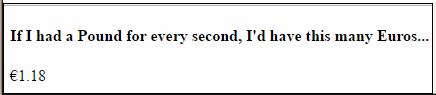 If I had a Pound for every second, I'd have this many Euros...
€1.18